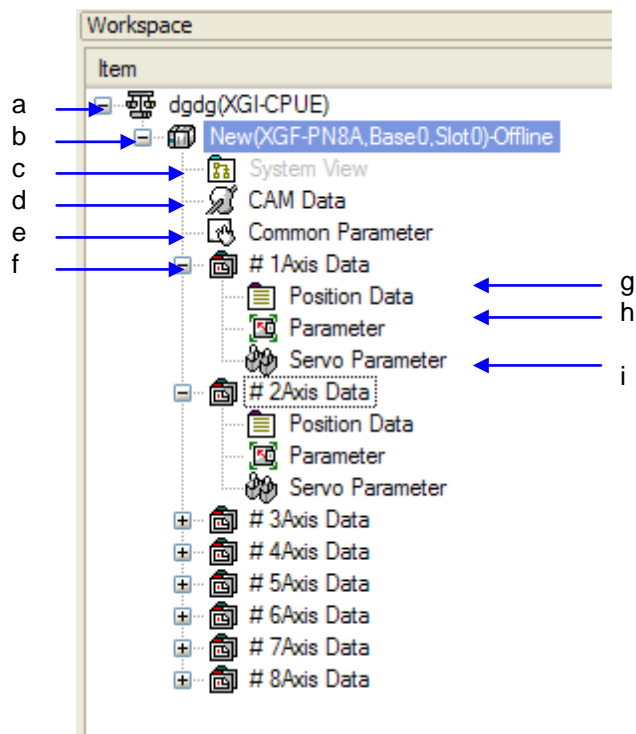 Workspace
Item
a dgdg(XGI-CPUE)
b New(XGF-PN8A,Base0,Slot0)-Offline
c System View
d CAM Data
e Common Parameter
f # 1Axis Data
Position Data g
Parameter h
Servo Parameter i
# 2Axis Data
Position Data
Parameter
Servo Parameter
# 3Axis Data
# 4Axis Data
# 5Axis Data
# 6Axis Data
# 7Axis Data
# 8Axis Data